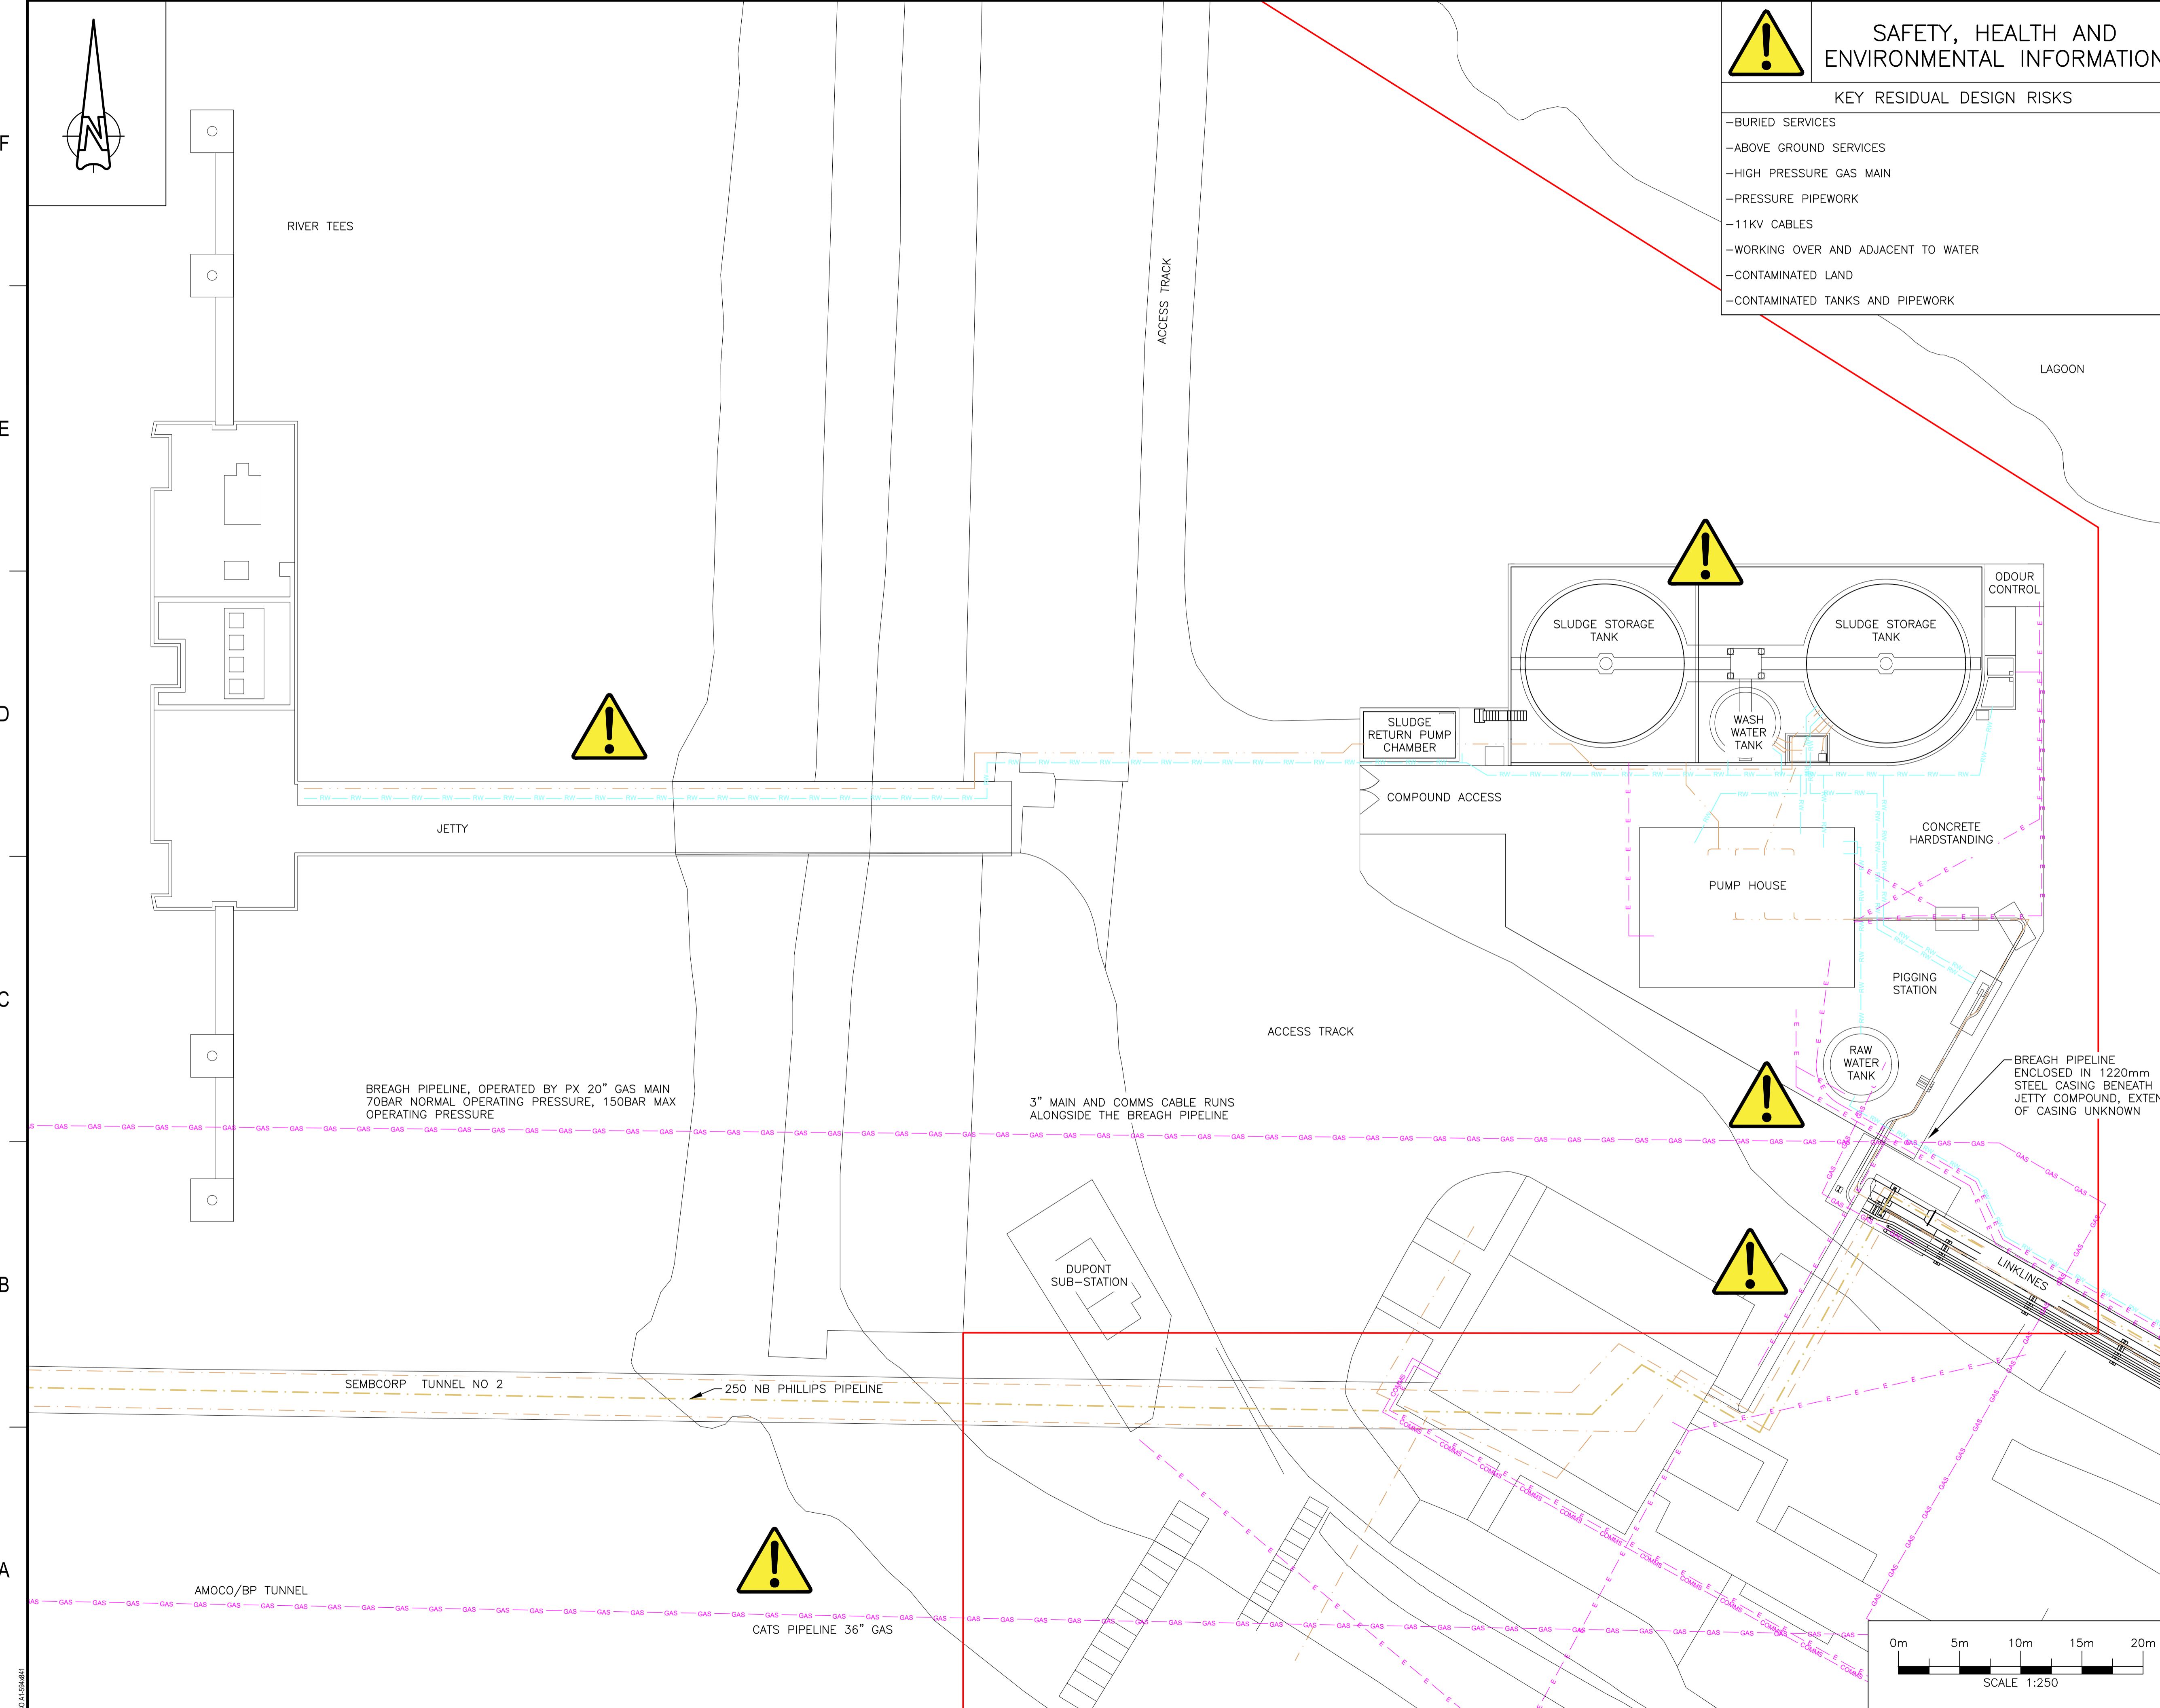 SAFETY, HEALTH AND
ENVIRONMENTAL INFORMATION
KEY RESIDUAL DESIGN RISKS
-BURIED SERVICES
-ABOVE GROUND SERVICES
-HIGH PRESSURE GAS MAIN
-PRESSURE PIPEWORK
-11KV CABLES
-WORKING OVER AND ADJACENT TO WATER
-CONTAMINATED LAND
-CONTAMINATED TANKS AND PIPEWORK
N
F
E
D
C
B
A
RIVER TEES
ACCESS TRACK
LAGOON
ODOUR
CONTROL
SLUDGE STORAGE
TANK
SLUDGE STORAGE
TANK
WASH
WATER
TANK
SLUDGE
RETURN PUMP
CHAMBER
COMPOUND ACCESS
JETTY
CONCRETE
HARDSTANDING
PUMP HOUSE
PIGGING
STATION
ACCESS TRACK
RAW
WATER
TANK
BREAGH PIPELINE
ENCLOSED IN 1220mm
STEEL CASING BENEATH
JETTY COMPOUND, EXTEN
OF CASING UNKNOWN
BREAGH PIPELINE, OPERATED BY PX 20" GAS MAIN
70BAR NORMAL OPERATING PRESSURE, 150BAR MAX
OPERATING PRESSURE
3" MAIN AND COMMS CABLE RUNS
ALONGSIDE THE BREAGH PIPELINE
DUPONT
SUB-STATION
LINKLINES
SEMBCORP TUNNEL NO 2
250 NB PHILLIPS PIPELINE
AMOCO/BP TUNNEL
CATS PIPELINE 36" GAS
RW
GAS
E
COMMS
0m 5m 10m 15m 20m
SCALE 1:250